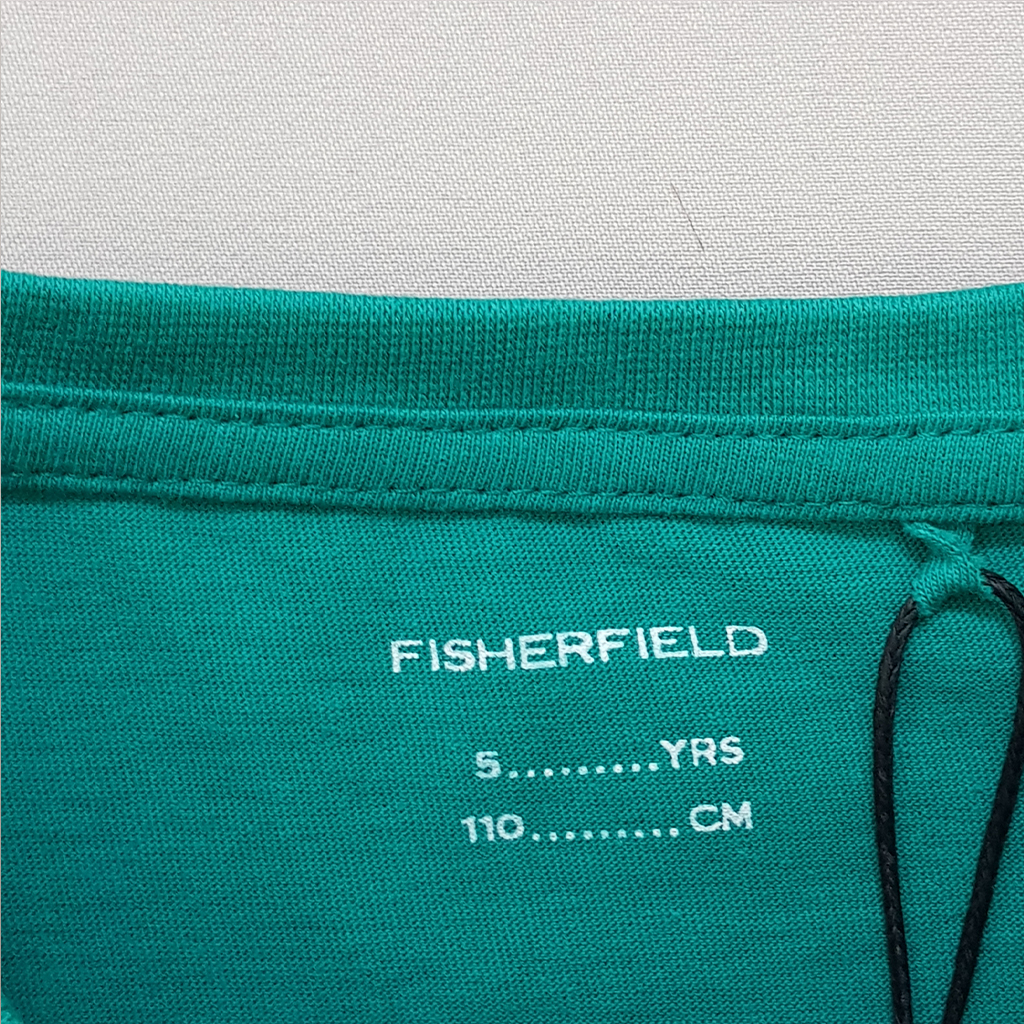 FISHERFIELD
5.........YRS
110......... CM